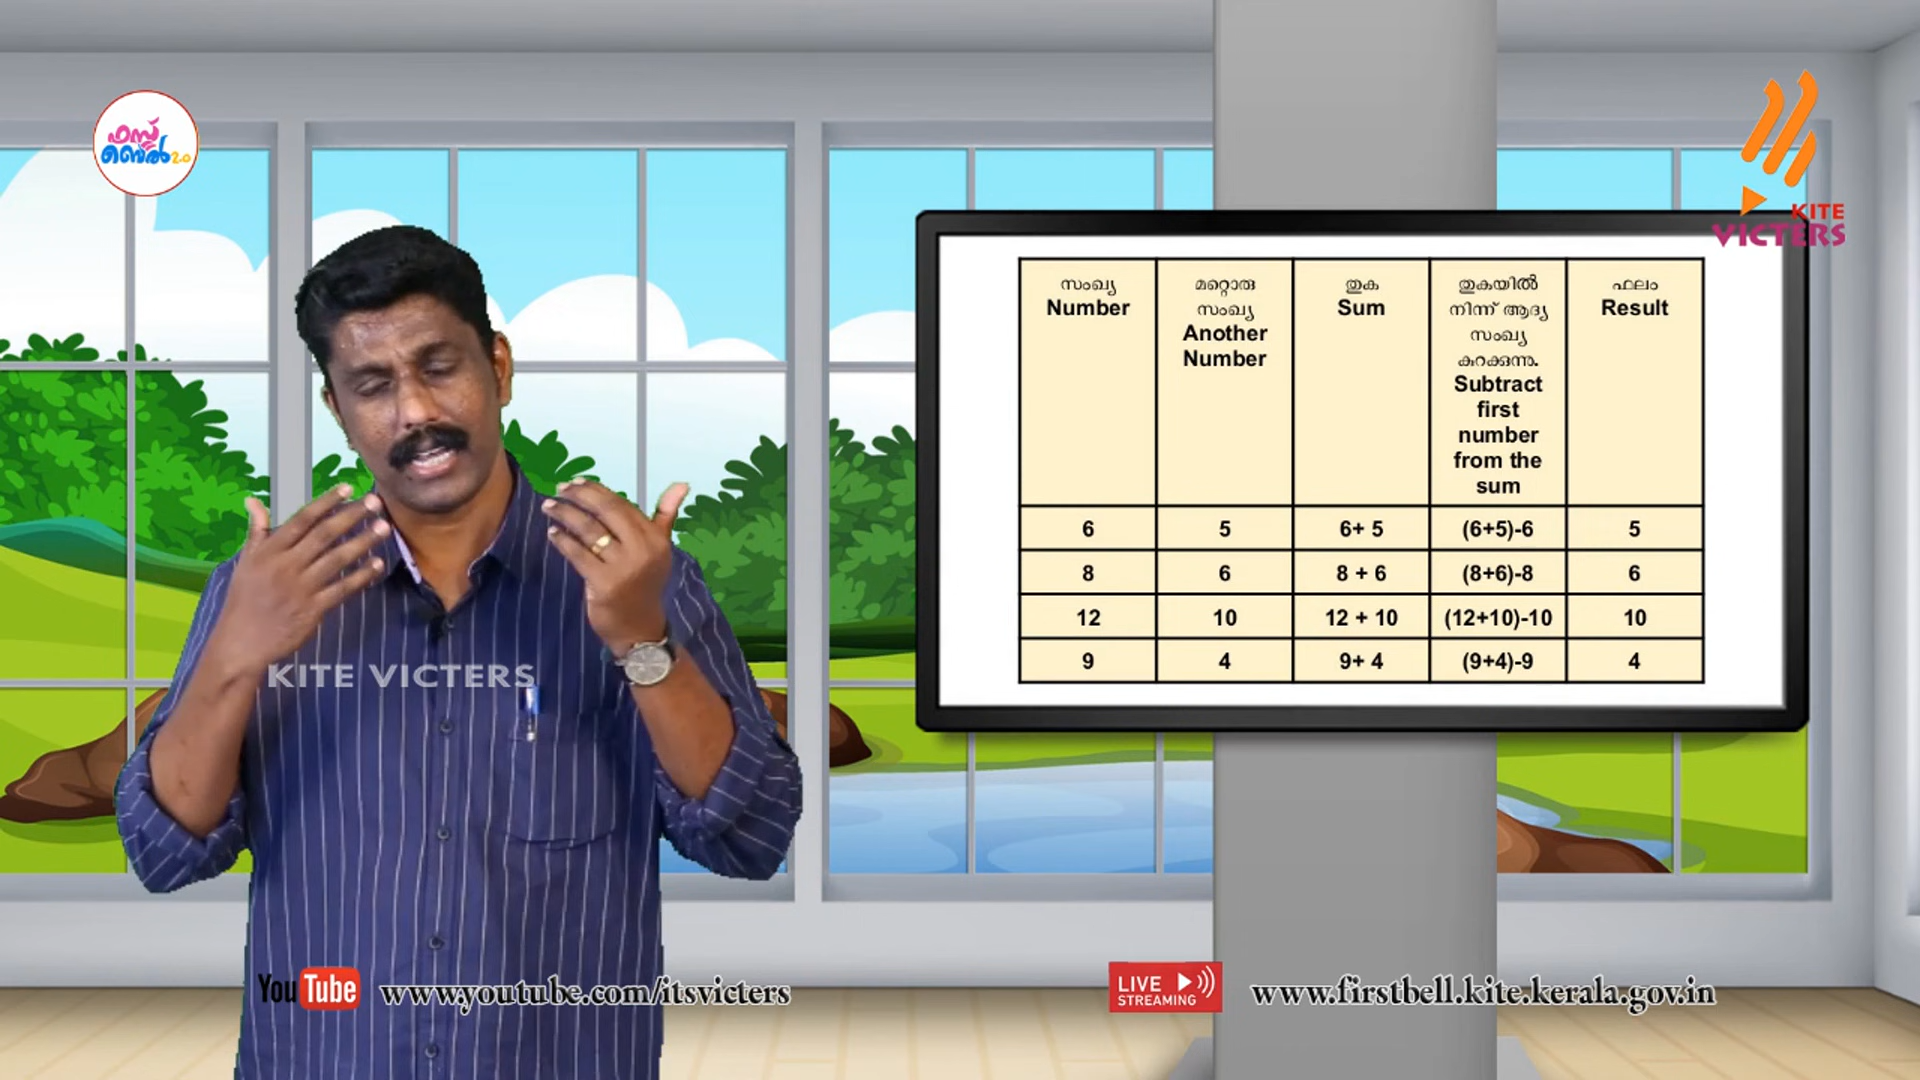 ഫസ്റ്റ്
ബെൽ 2.0
KITE
VICTERS
സംഖ്യ
Number
മറ്റൊരു
സംഖ്യ
Another
Number
തുക
Sum
തുകയിൽ
നിന്ന് ആദ്യ
സംഖ്യ
കുറക്കുന്നു.
Subtract
first
number
from the
sum
ഫലം
Result
6 5 6+ 5 (6+5)-6 5
8 6 8 + 6 (8+6)-8 6
12 10 12 + 10 (12+10)-10 10
9 4 9+ 4 (9+4)-9 4
KITE VICTERS
YouTube www.youtube.com/itsvicters
LIVE
STREAMING
www.firstbell.kite.kerala.gov.in